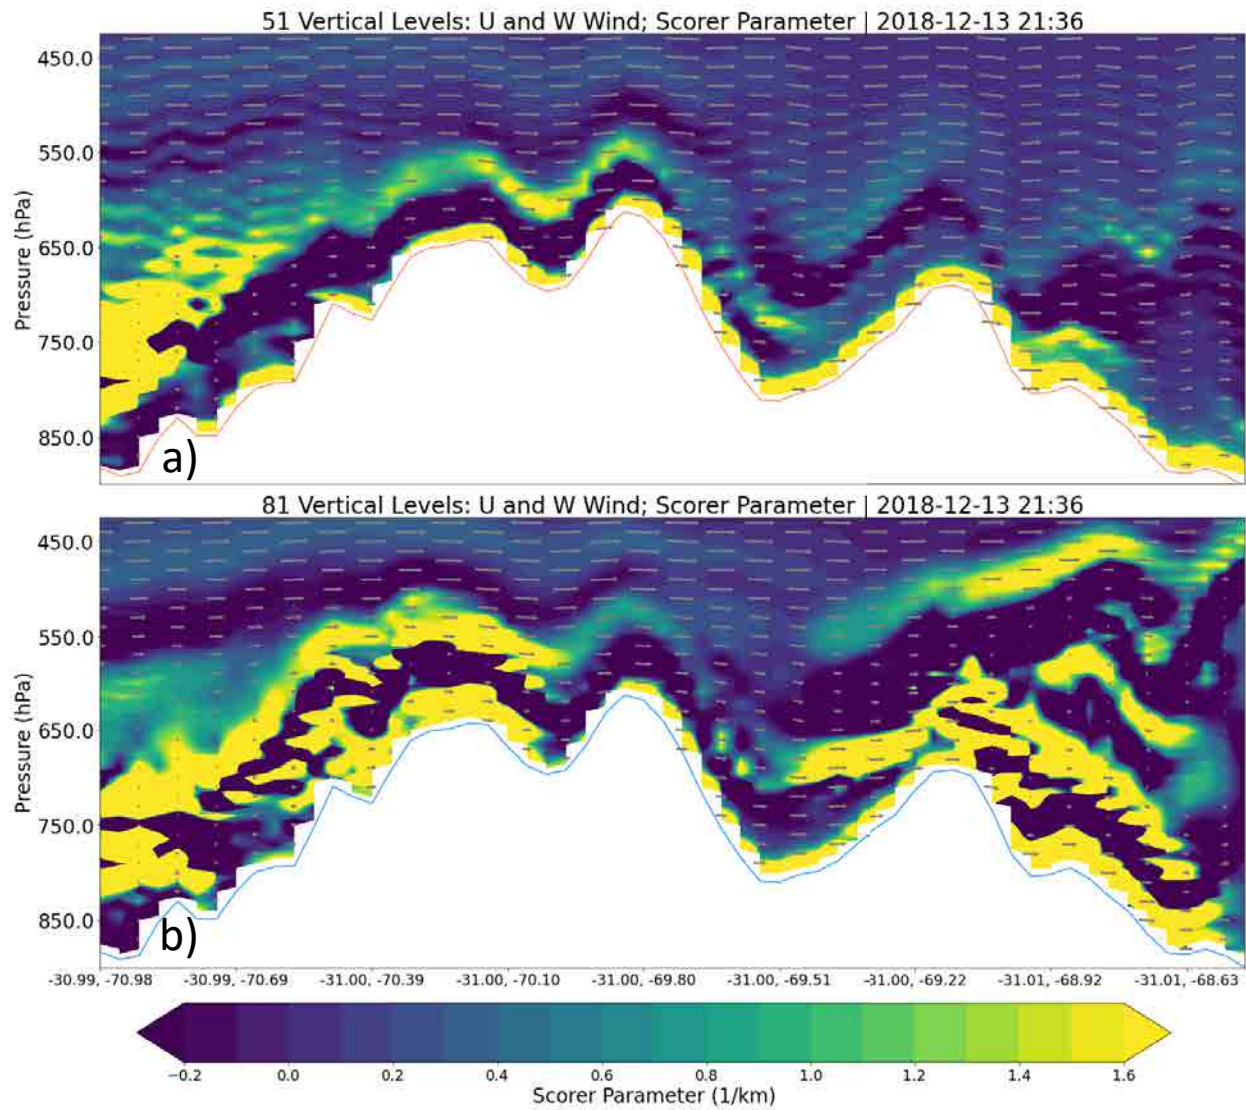 51 Vertical Levels: U and W Wind; Scorer Parameter | 2018-12-13 21:36
450.0
550.0
650.0
750.0
850.0
Pressure (hPa)
a)
81 Vertical Levels: U and W Wind; Scorer Parameter | 2018-12-13 21:36
450.0
550.0
650.0
750.0
850.0
Pressure (hPa)
b)
-30.99, -70.98 -30.99, -70.69 -31.00, -70.39 -31.00, -70.10 -31.00, -69.80 -31.00, -69.51 -31.00, -69.22 -31.01, -68.92 -31.01, -68.63
−0.2 0.0 0.2 0.4 0.6 0.8 1.0 1.2 1.4 1.6
Scorer Parameter (1/km)